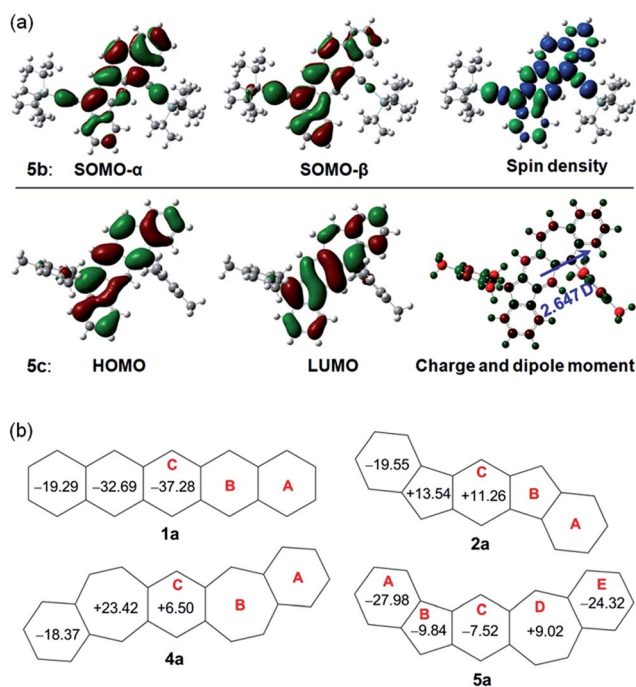 (a)
5b: SOMO-α SOMO-β Spin density
2.647 D
5c: HOMO LUMO Charge and dipole moment
(b)
−19.29 −32.69 C −37.28 B A
1a
−19.55 +13.54 C +11.26 B A
2a
−18.37 +23.42 C +6.50 B A
4a
A −27.98 B −9.84 C −7.52 D +9.02 E −24.32
5a